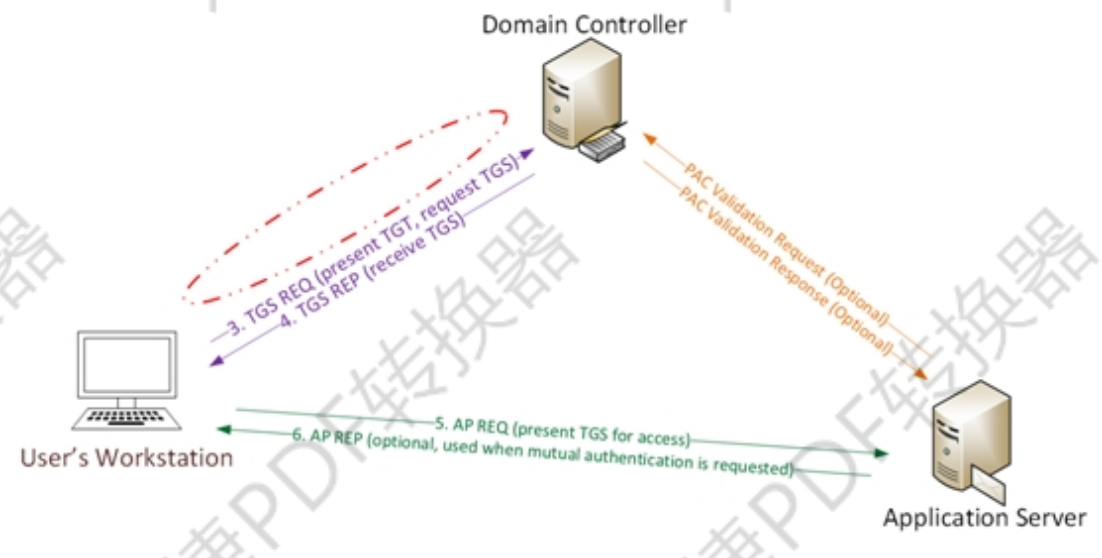 Domain Controller
3. TGS REQ (present TGT, request TGS)
4. TGS REP (receive TGS)
PAC Validation Request (Optional)
PAC Validation Response (Optional)
5. AP REQ (present TGS for access)
6. AP REP (optional, used when mutual authentication is requested)
User's Workstation
Application Server
器
PDF转换器
捷PDF转换器